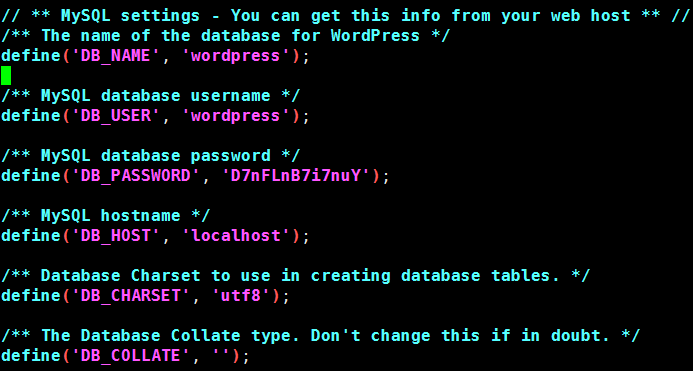 // ** MySQL settings - You can get this info from your web host ** //
/** The name of the database for WordPress */
define('DB_NAME', 'wordpress');
/** MySQL database username */
define('DB_USER', 'wordpress');
/** MySQL database password */
define('DB_PASSWORD', 'D7nFLnB7i7nuY');
/** MySQL hostname */
define('DB_HOST', 'localhost');
/** Database Charset to use in creating database tables. */
define('DB_CHARSET', 'utf8');
/** The Database Collate type. Don't change this if in doubt. */
define('DB_COLLATE', '');